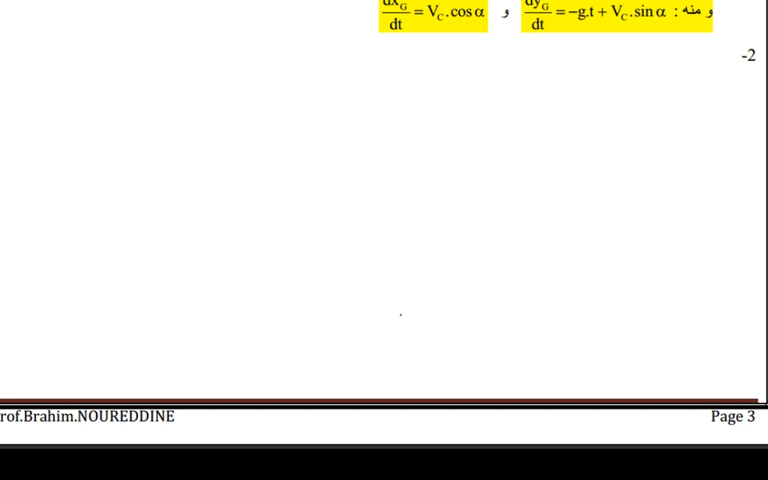 و منه : dy_G/dt = −g.t + V_C.sin α و dx_G/dt = V_C.cos α
-2
rof.Brahim.NOUREDDINE Page 3